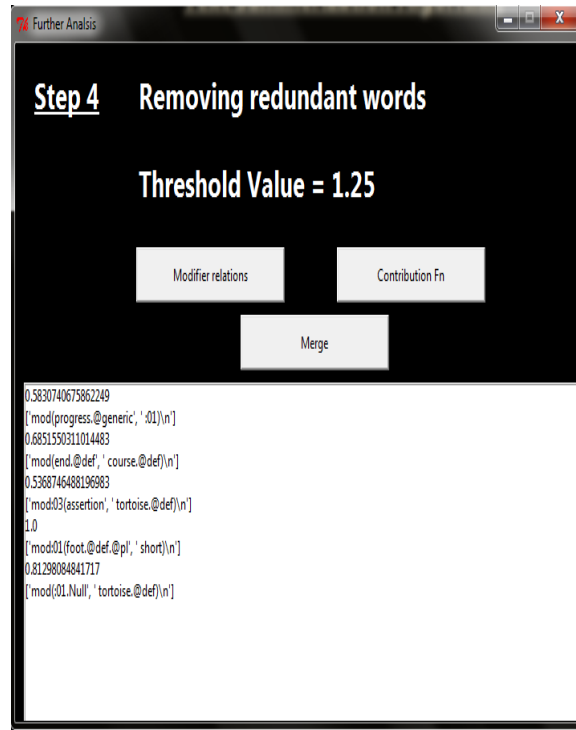 Further Analsis
Step 4 Removing redundant words
Threshold Value = 1.25
Modifier relations Contribution Fn
Merge
0.5830740675862249
['mod(progress.@generic', ' :01)\n']
0.6851550311014483
['mod(end.@def', ' course.@def)\n']
0.5368746488196983
['mod:03(assertion', ' tortoise.@def)\n']
1.0
['mod:01(foot.@def.@pl', ' short)\n']
0.81298084841717
['mod(:01.Null', ' tortoise.@def)\n']